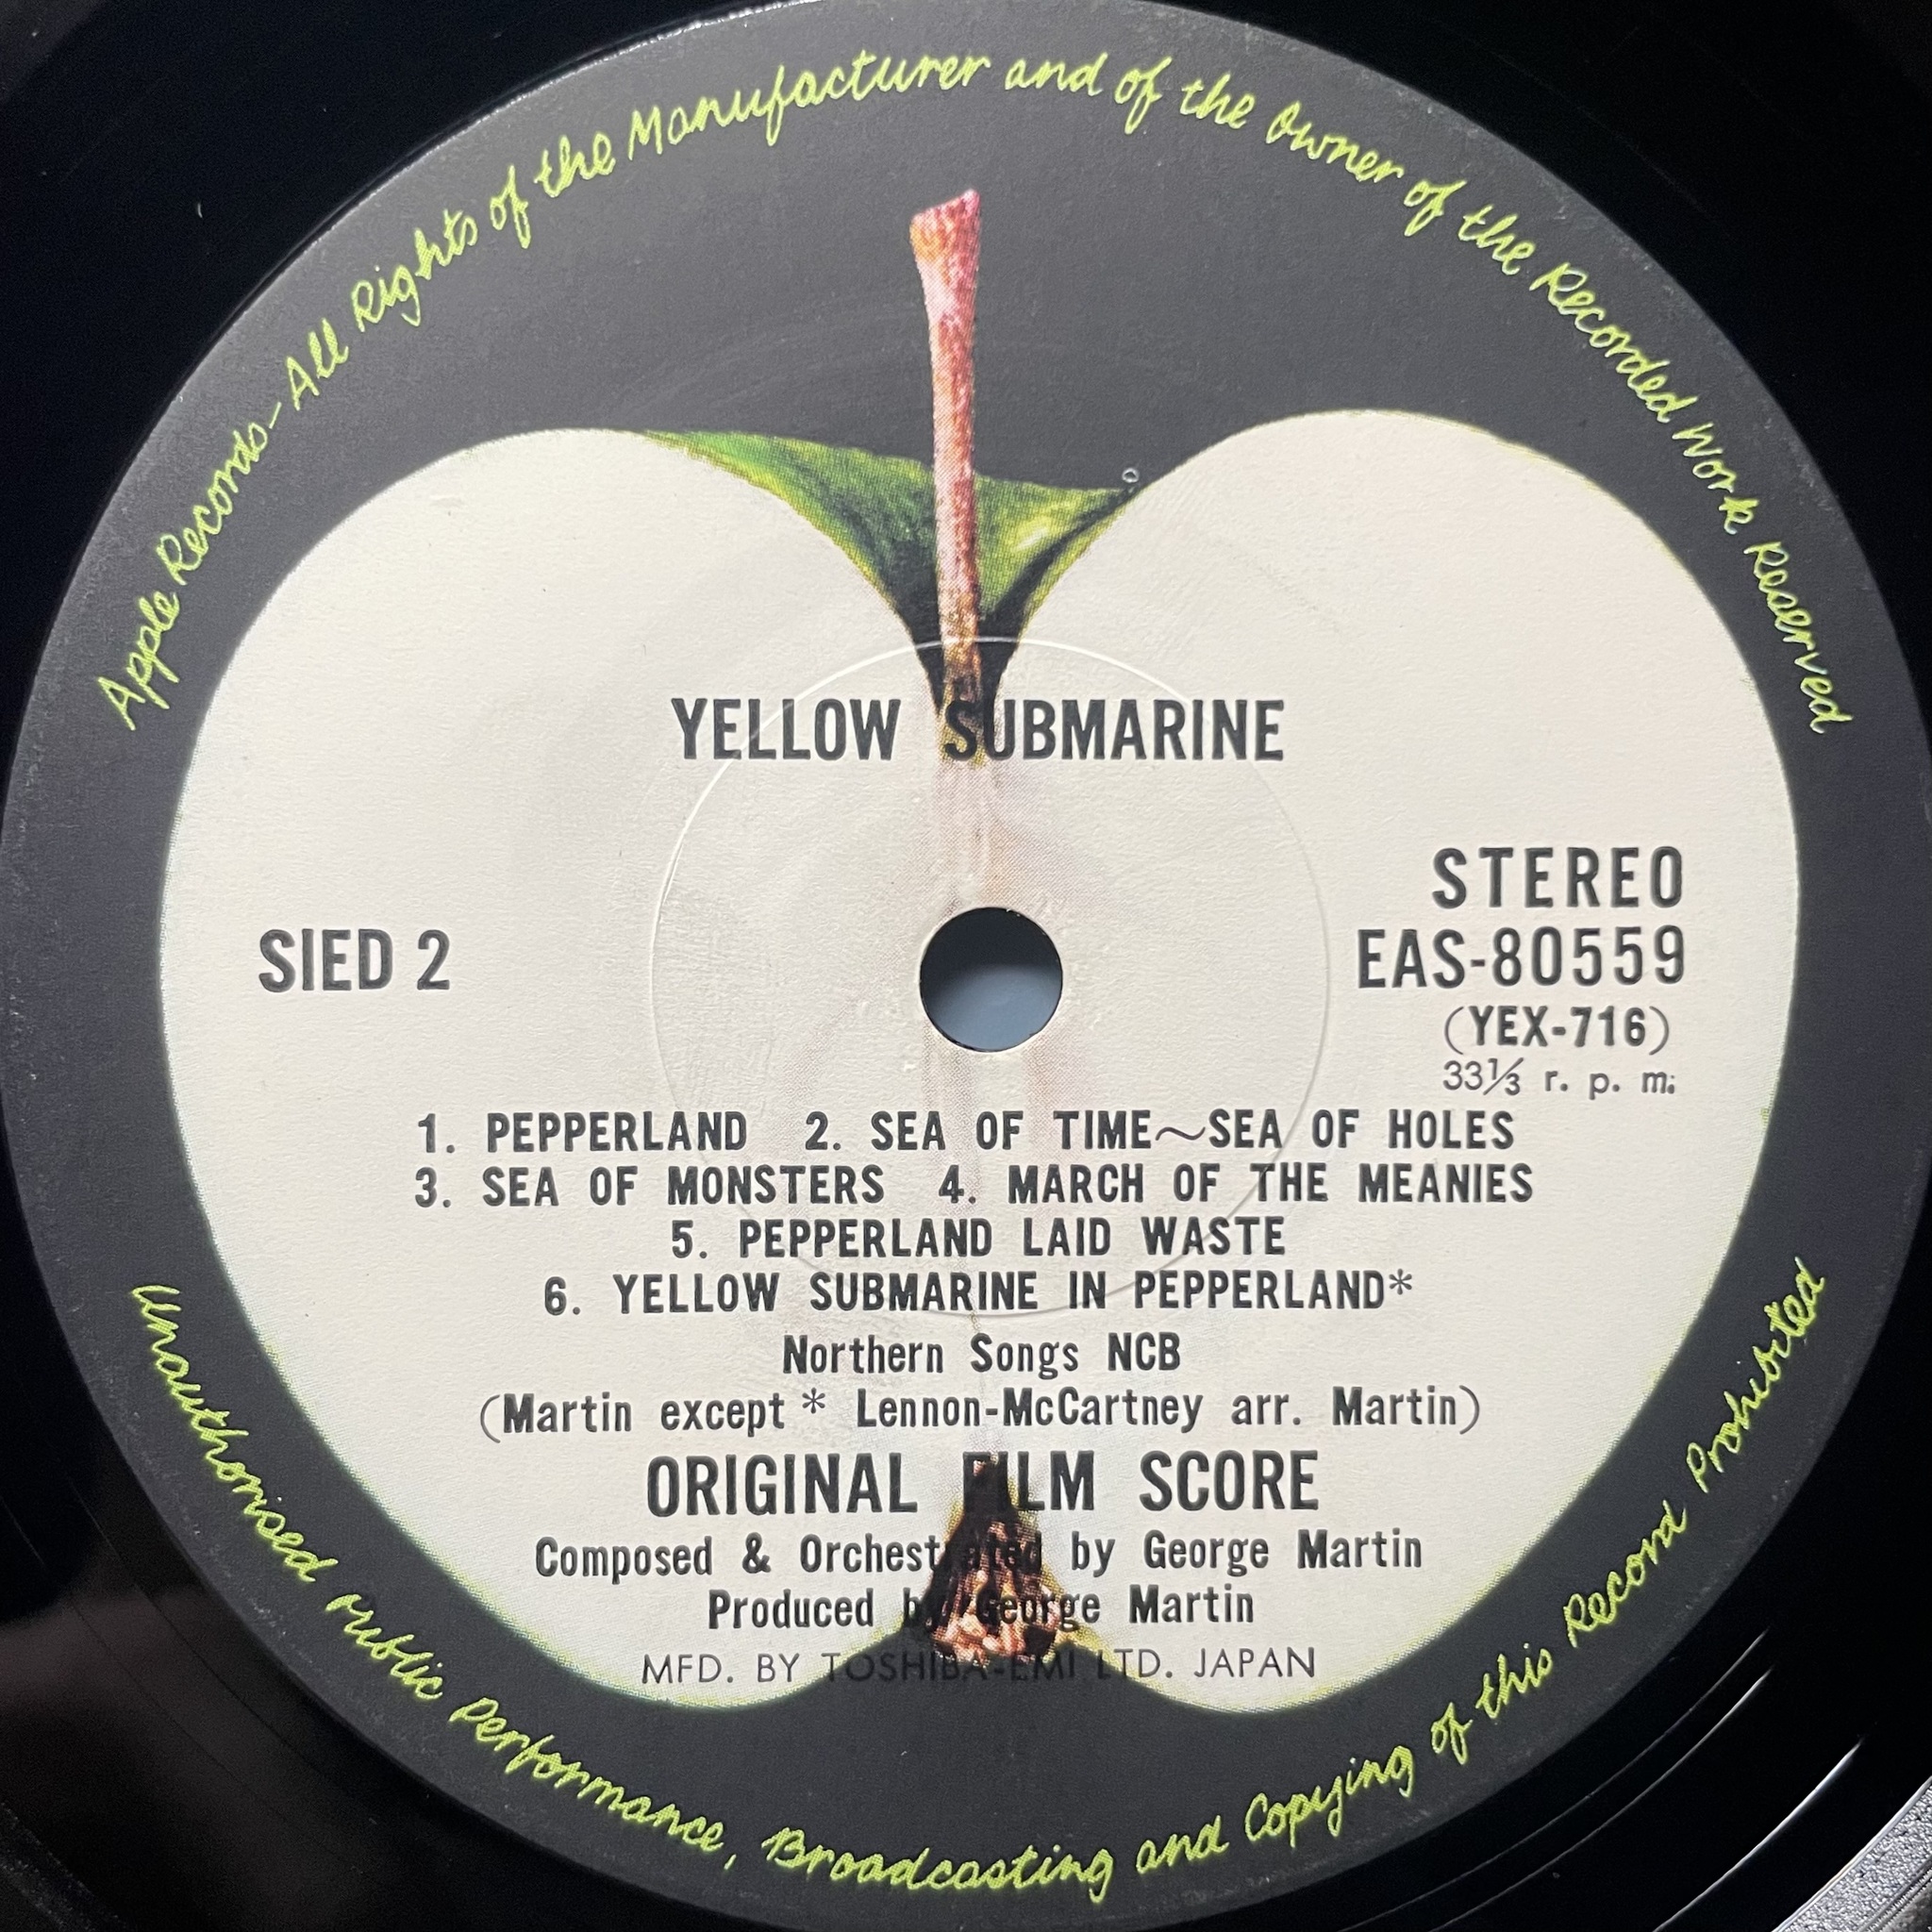 Apple Records - All Rights of the Manufacturer and of the Owner of the Recorded Work Reserved
YELLOW SUBMARINE
STEREO
SIED 2
EAS-80559
(YEX-716)
33⅓ r. p. m.
1. PEPPERLAND 2. SEA OF TIME～SEA OF HOLES
3. SEA OF MONSTERS 4. MARCH OF THE MEANIES
5. PEPPERLAND LAID WASTE
6. YELLOW SUBMARINE IN PEPPERLAND*
Northern Songs NCB
(Martin except * Lennon-McCartney arr. Martin)
ORIGINAL FILM SCORE
Composed & Orchestrated by George Martin
Produced by George Martin
MFD. BY TOSHIBA-EMI LTD. JAPAN
Unauthorised Public Performance, Broadcasting and Copying of this Record Prohibited